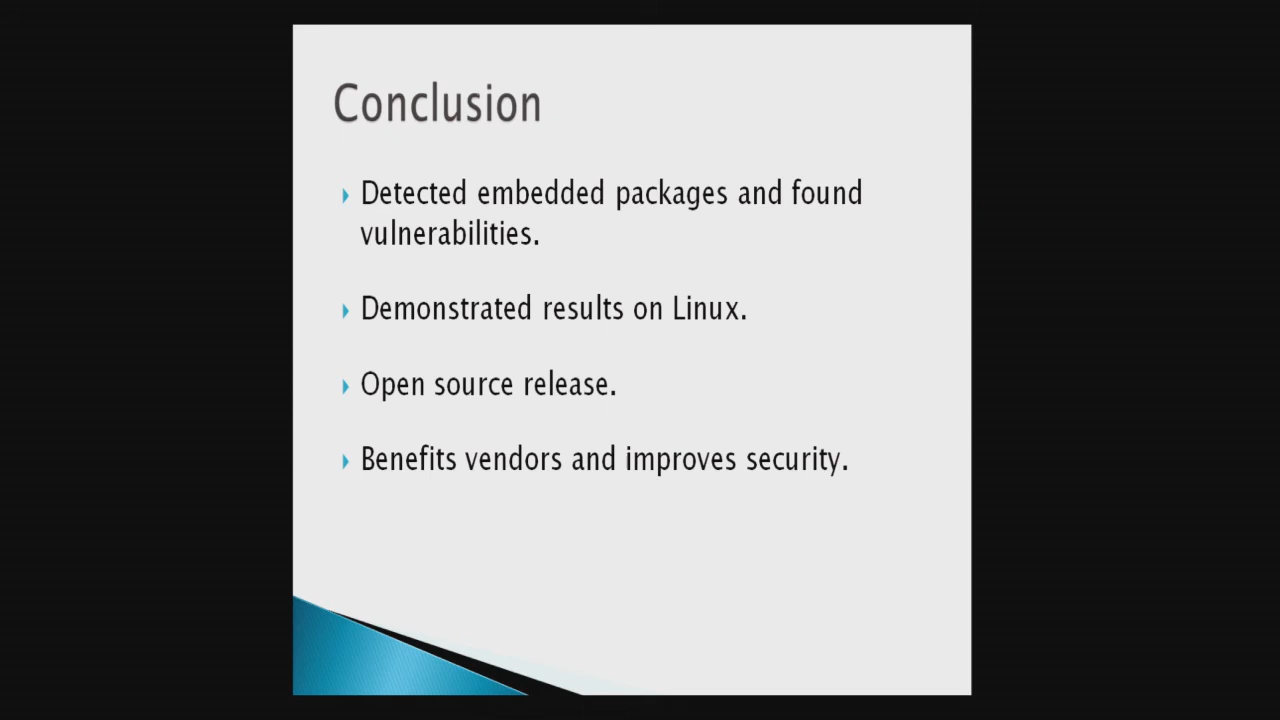 Conclusion
Detected embedded packages and found
vulnerabilities.
Demonstrated results on Linux.
Open source release.
Benefits vendors and improves security.